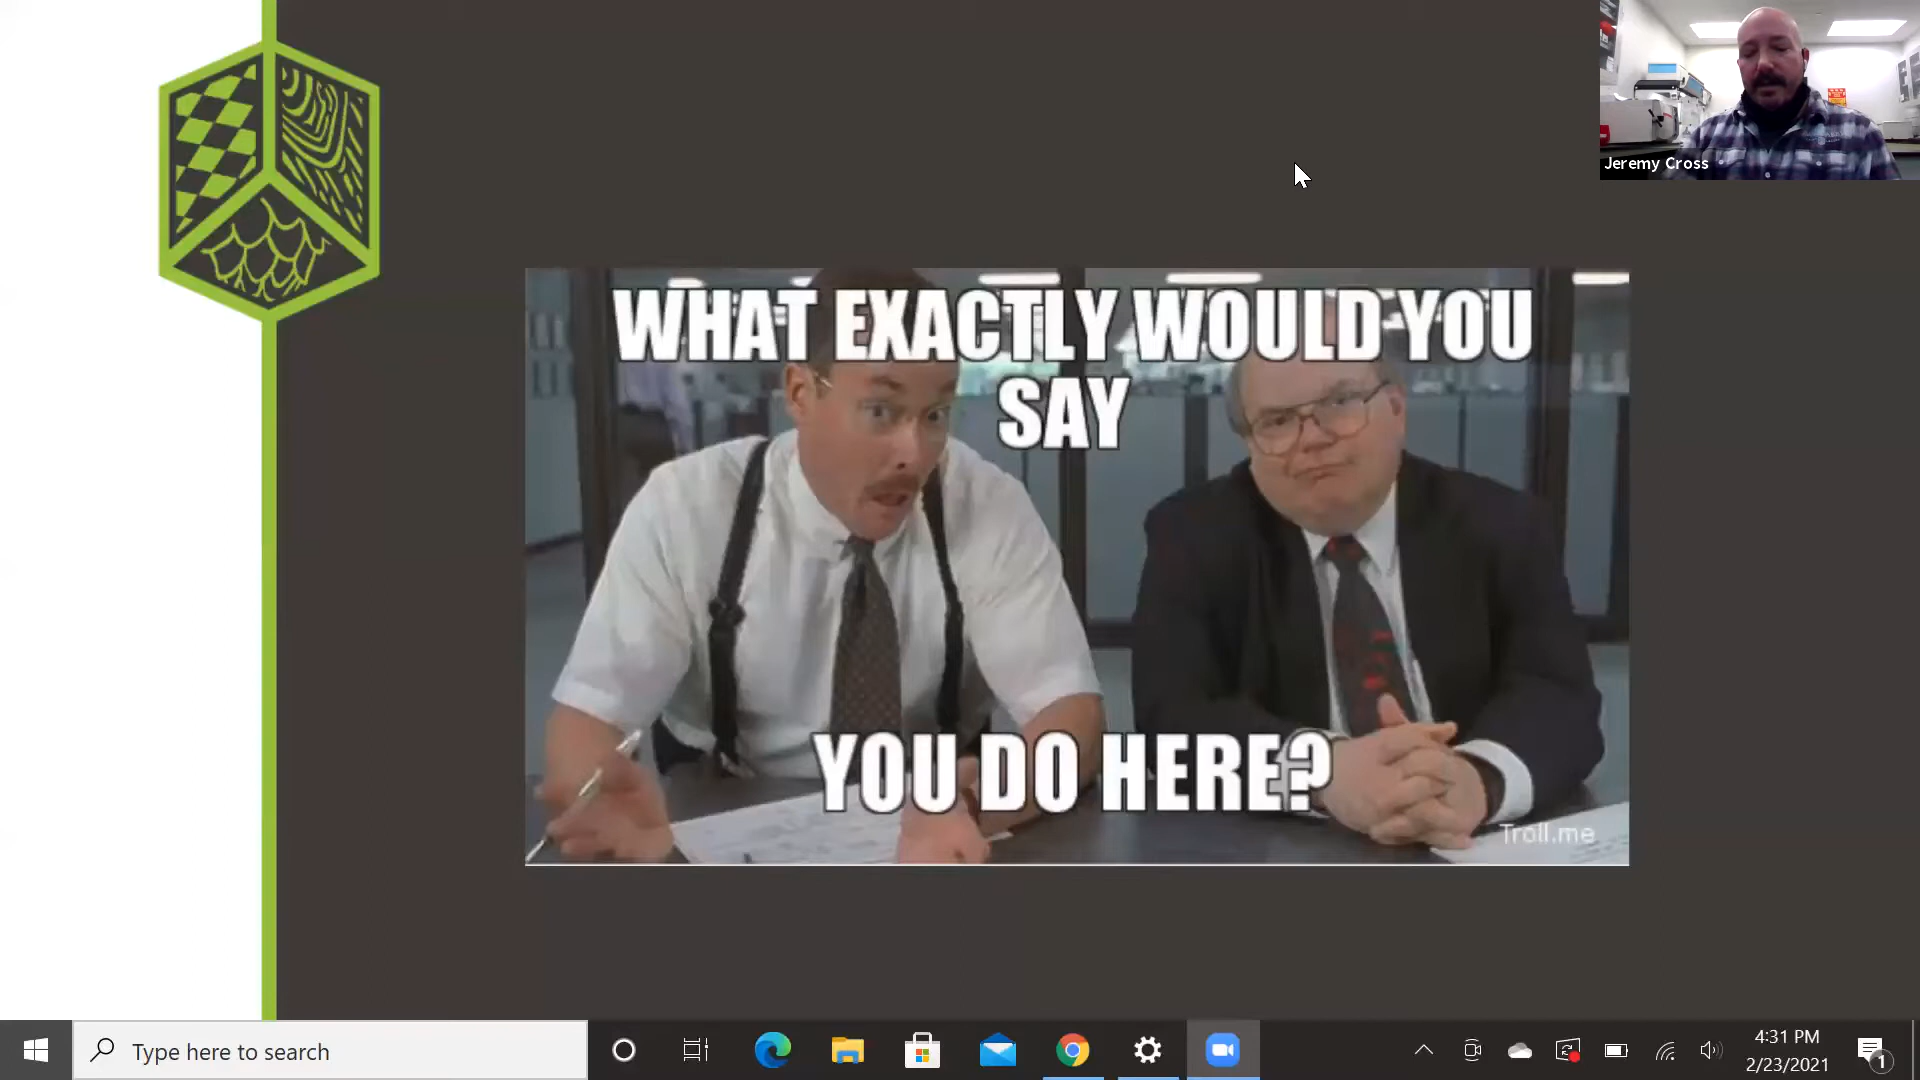 Jeremy Cross
WHAT EXACTLY WOULD YOU
SAY
YOU DO HERE?
Troll.me
Type here to search
4:31 PM
2/23/2021
1